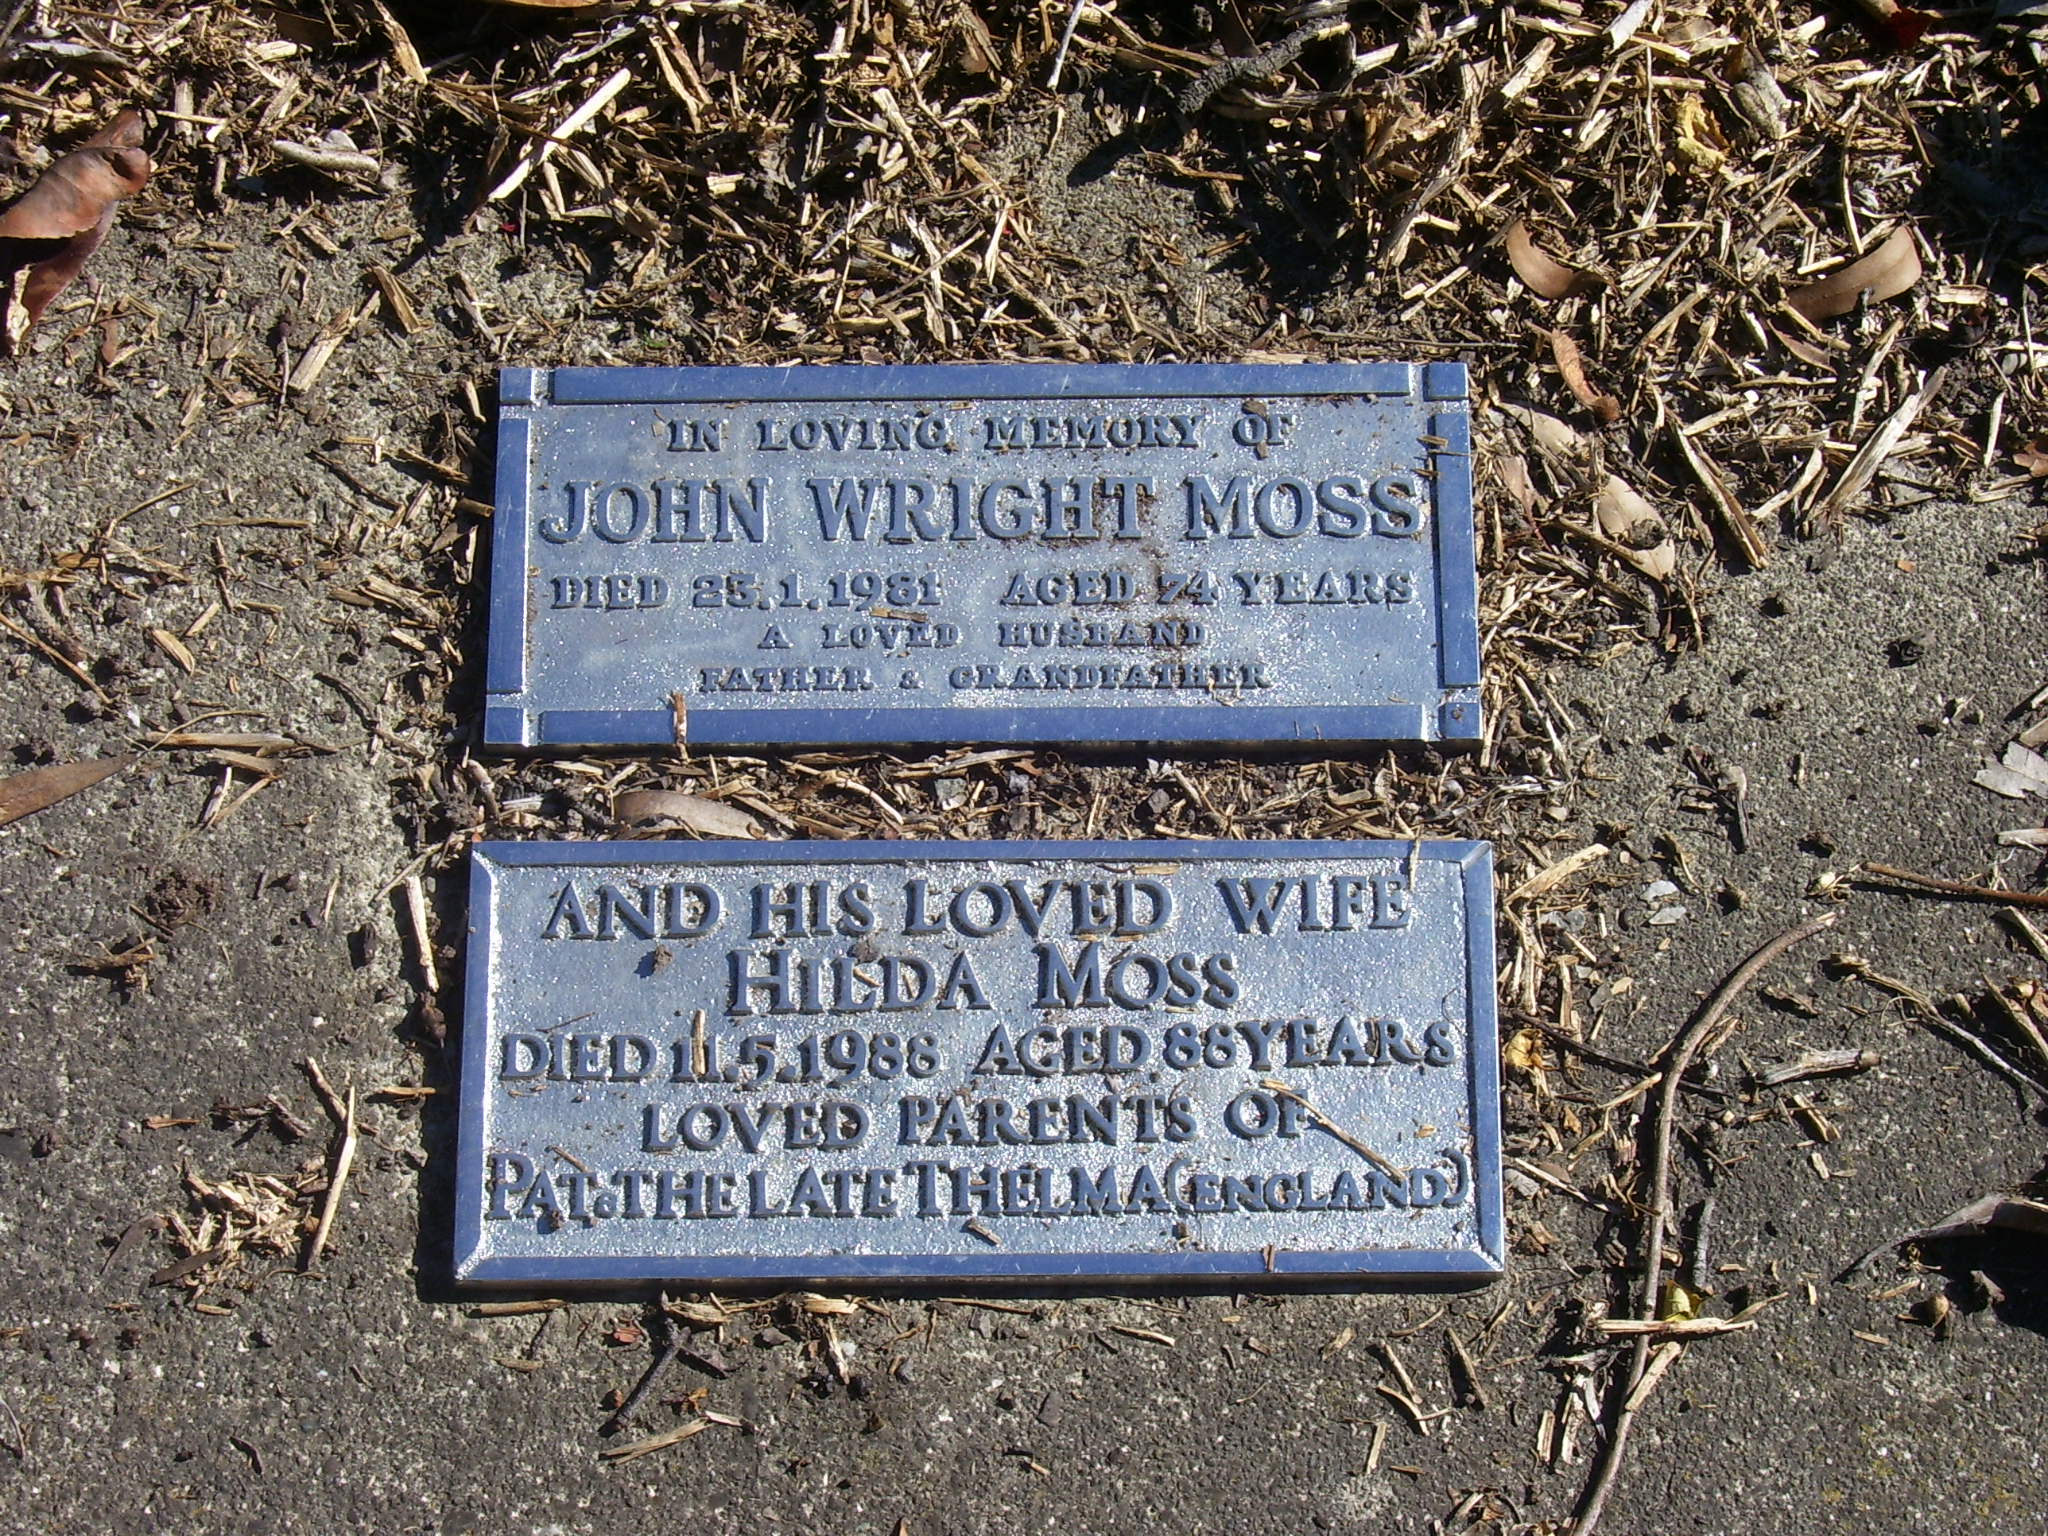 IN LOVING MEMORY OF
JOHN WRIGHT MOSS
DIED 23.1.1981 AGED 74 YEARS
A LOVED HUSBAND
FATHER & GRANDFATHER
AND HIS LOVED WIFE
HILDA MOSS
DIED 11.5.1988 AGED 88 YEARS
LOVED PARENTS OF
PAT & THE LATE THELMA (ENGLAND)